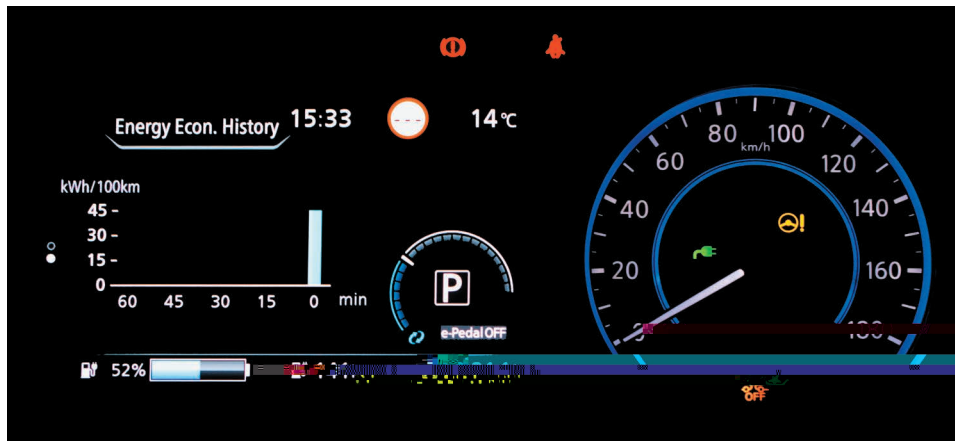 Energy Econ. History
15:33
- - -
14 °C
kWh/100km
45 -
30 -
15 -
0 -
60 45 30 15 0 min
P
e-Pedal OFF
52%
20
40
60
80
100
120
140
160
180
km/h
OFF